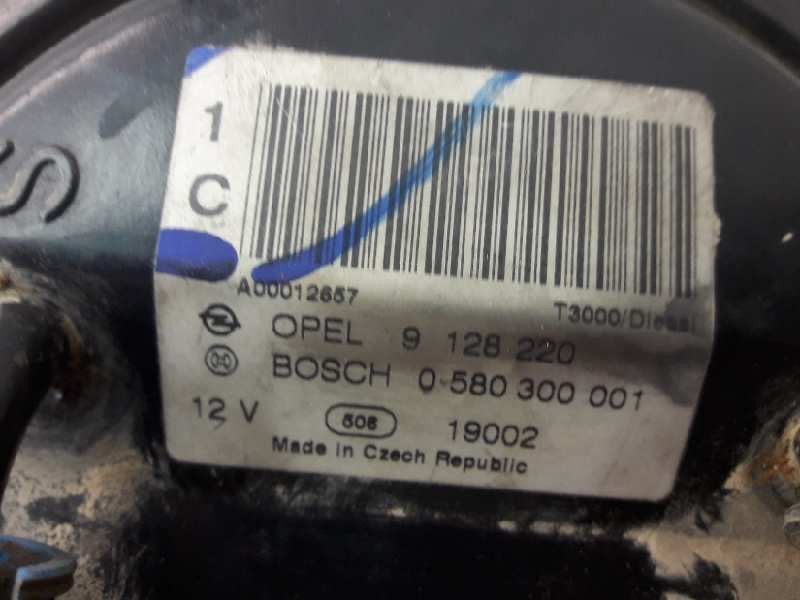 S
1
C
A00012657
T3000/Diesel
OPEL 9 128 220
BOSCH 0 580 300 001
12 V 506 19002
Made in Czech Republic